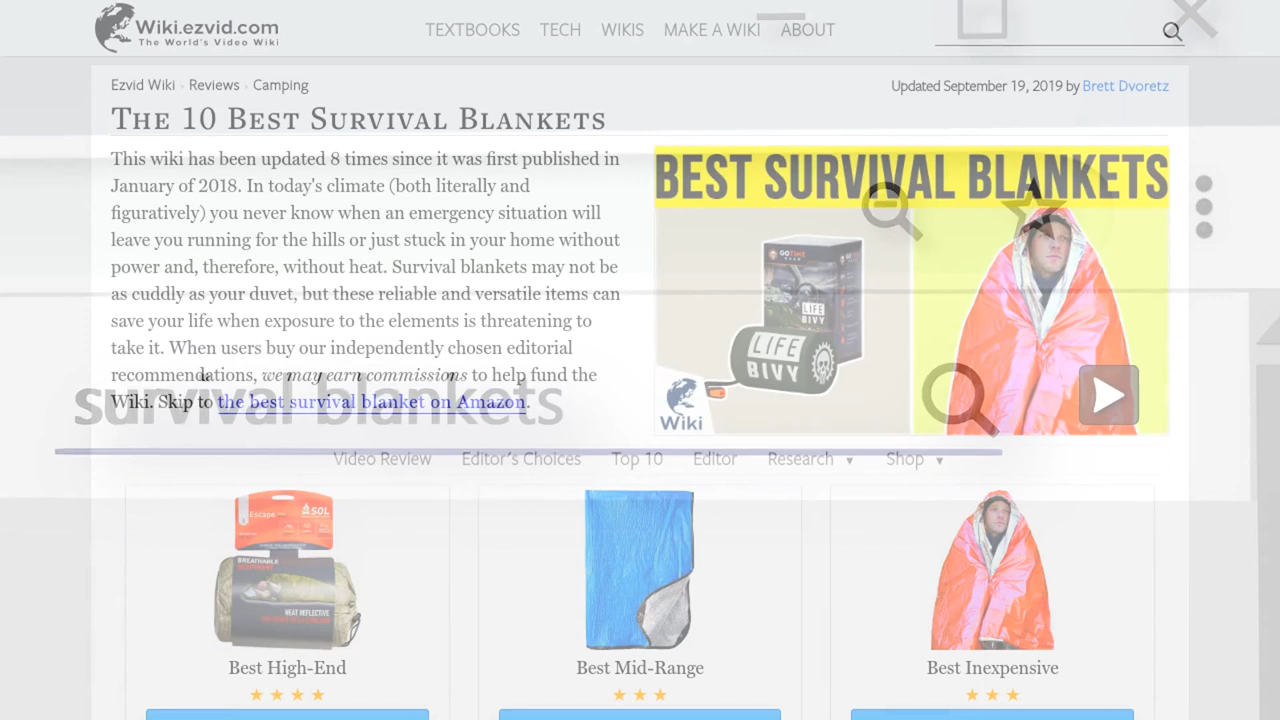 Wiki.ezvid.com
The World's Video Wiki
TEXTBOOKS TECH WIKIS MAKE A WIKI ABOUT
Ezvid Wiki Reviews Camping
Updated September 19, 2019 by Brett Dvoretz
The 10 Best Survival Blankets
This wiki has been updated 8 times since it was first published in
January of 2018. In today's climate (both literally and
figuratively) you never know when an emergency situation will
leave you running for the hills or just stuck in your home without
power and, therefore, without heat. Survival blankets may not be
as cuddly as your duvet, but these reliable and versatile items can
save your life when exposure to the elements is threatening to
take it. When users buy our independently chosen editorial
recommendations, we may earn commissions to help fund the
Wiki. Skip to the best survival blanket on Amazon.
BEST SURVIVAL BLANKETS
GOTIME
GEAR
LIFE
BIVY
LIFE
BIVY
Wiki
survival blankets
Video Review Editor's Choices Top 10 Editor Research Shop
Escape
SOL
BREATHABLE
HEAT REFLECTIVE
Best High-End
Best Mid-Range
Best Inexpensive